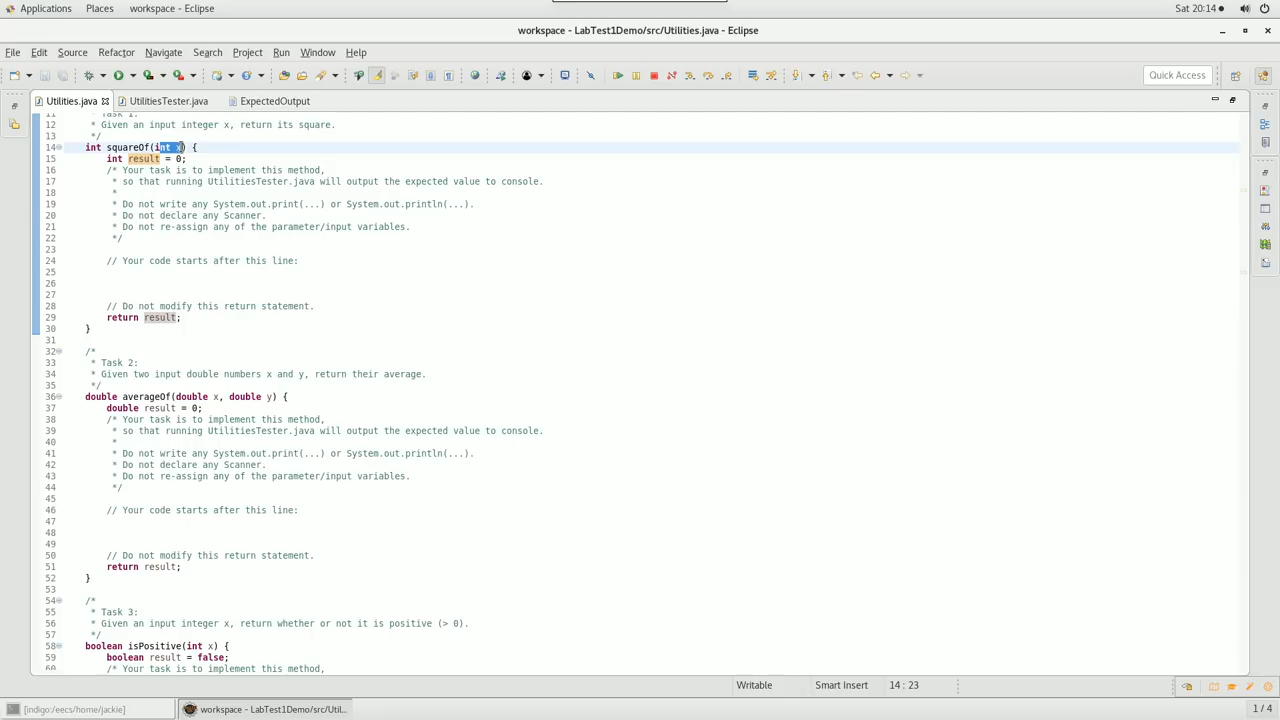 Applications Places workspace - Eclipse Sat 20:14
workspace - LabTest1Demo/src/Utilities.java - Eclipse
File Edit Source Refactor Navigate Search Project Run Window Help
Quick Access
Utilities.java UtilitiesTester.java ExpectedOutput
11 * Task 1:
12 * Given an input integer x, return its square.
13 */
14 int squareOf(int x) {
15 int result = 0;
16 /* Your task is to implement this method,
17 * so that running UtilitiesTester.java will output the expected value to console.
18 *
19 * Do not write any System.out.print(...) or System.out.println(...).
20 * Do not declare any Scanner.
21 * Do not re-assign any of the parameter/input variables.
22 */
23
24 // Your code starts after this line:
25
26
27
28 // Do not modify this return statement.
29 return result;
30 }
31
32 /*
33 * Task 2:
34 * Given two input double numbers x and y, return their average.
35 */
36 double averageOf(double x, double y) {
37 double result = 0;
38 /* Your task is to implement this method,
39 * so that running UtilitiesTester.java will output the expected value to console.
40 *
41 * Do not write any System.out.print(...) or System.out.println(...).
42 * Do not declare any Scanner.
43 * Do not re-assign any of the parameter/input variables.
44 */
45
46 // Your code starts after this line:
47
48
49
50 // Do not modify this return statement.
51 return result;
52 }
53
54 /*
55 * Task 3:
56 * Given an input integer x, return whether or not it is positive (> 0).
57 */
58 boolean isPositive(int x) {
59 boolean result = false;
60 /* Your task is to implement this method,
Writable Smart Insert 14 : 23
[indigo:/eecs/home/jackie] workspace - LabTest1Demo/src/Util... 1 / 4